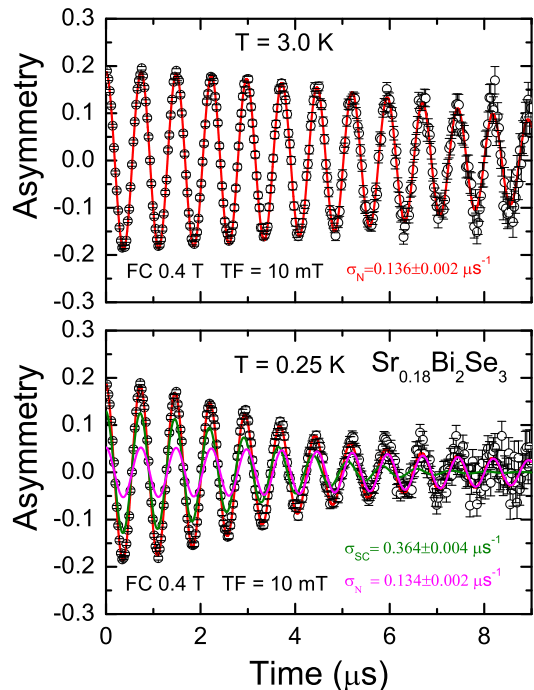 T = 3.0 K
0.3
0.2
0.1
0.0
-0.1
-0.2
-0.3
Asymmetry
FC 0.4 T TF = 10 mT
σN=0.136±0.002 μs-1
T = 0.25 K
Sr0.18Bi2Se3
0.3
0.2
0.1
0.0
-0.1
-0.2
-0.3
Asymmetry
σSC = 0.364±0.004 μs-1
FC 0.4 T TF = 10 mT
σN = 0.134±0.002 μs-1
0 2 4 6 8
Time (μs)